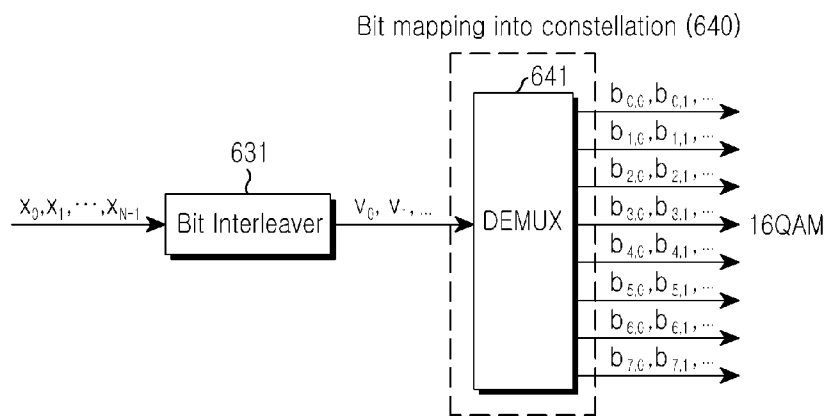 Bit mapping into constellation (640)
641
631
x0,x1,⋯,xN-1
Bit Interleaver
v0, v1, ...
DEMUX
b0,0,b0,1,...
b1,0,b1,1,...
b2,0,b2,1,...
b3,0,b3,1,...
b4,0,b4,1,...
b5,0,b5,1,...
b6,0,b6,1,...
b7,0,b7,1,...
16QAM